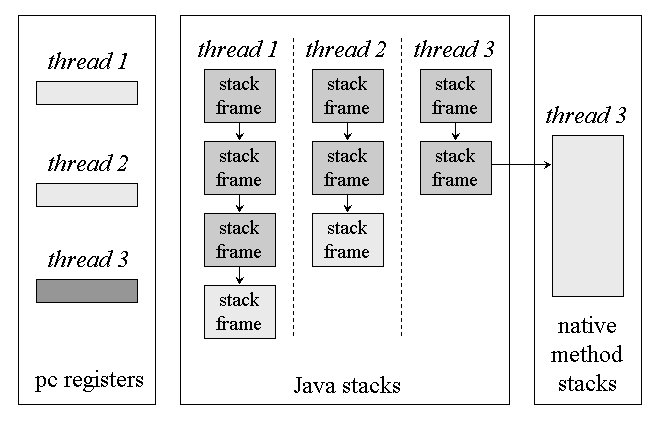 thread 1
thread 2
thread 3
pc registers
thread 1
stack
frame
stack
frame
stack
frame
stack
frame
thread 2
stack
frame
stack
frame
stack
frame
thread 3
stack
frame
stack
frame
Java stacks
thread 3
native
method
stacks